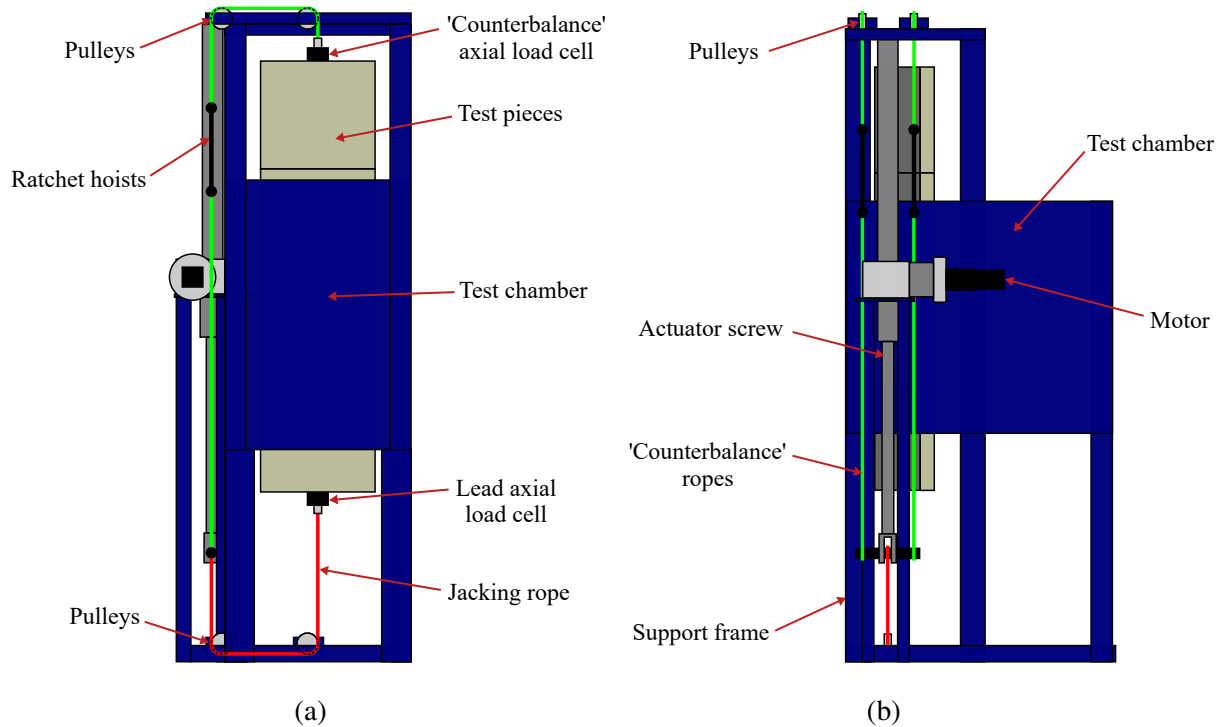 Pulleys
'Counterbalance'
axial load cell
Test pieces
Ratchet hoists
Test chamber
Lead axial
load cell
Jacking rope
Pulleys
(a)
Pulleys
Test chamber
Actuator screw
Motor
'Counterbalance'
ropes
Support frame
(b)